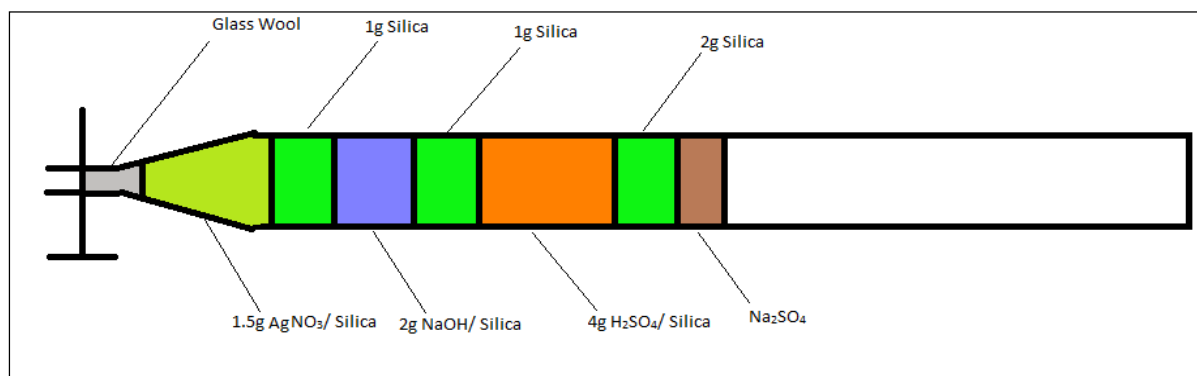 Glass Wool
1g Silica
1g Silica
2g Silica
1.5g AgNO₃/ Silica
2g NaOH/ Silica
4g H₂SO₄/ Silica
Na₂SO₄